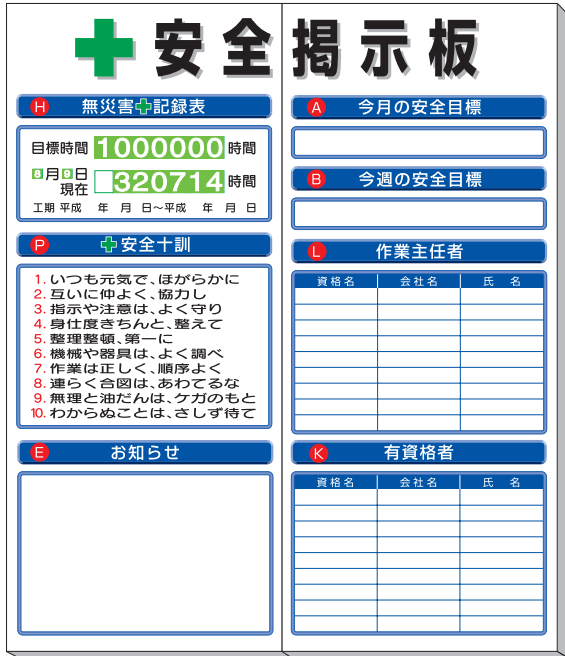 安全掲示板
H 無災害記録表
目標時間 1000000 時間
8月9日
現在 320714 時間
工期 平成 年 月 日～平成 年 月 日
P 安全十訓
1. いつも元気で、ほがらかに
2. 互いに仲よく、協力し
3. 指示や注意は、よく守り
4. 身仕度きちんと、整えて
5. 整理整頓、第一に
6. 機械や器具は、よく調べ
7. 作業は正しく、順序よく
8. 連らく合図は、あわてるな
9. 無理と油だんは、ケガのもと
10. わからぬことは、さしず待て
E お知らせ
A 今月の安全目標
B 今週の安全目標
L 作業主任者
資格名 会社名 氏 名
K 有資格者
資格名 会社名 氏 名